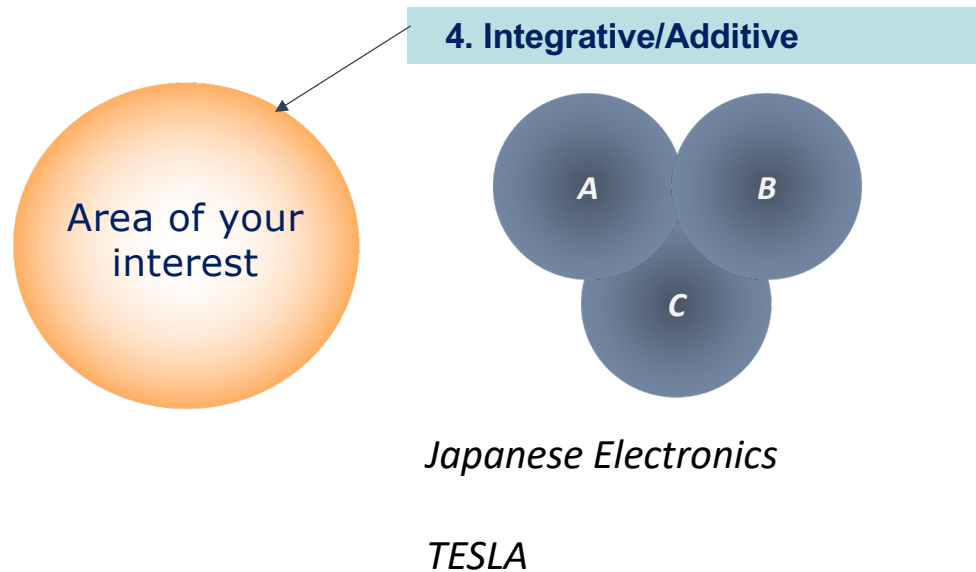 4. Integrative/Additive
Area of your
interest
A
B
C
Japanese Electronics
TESLA